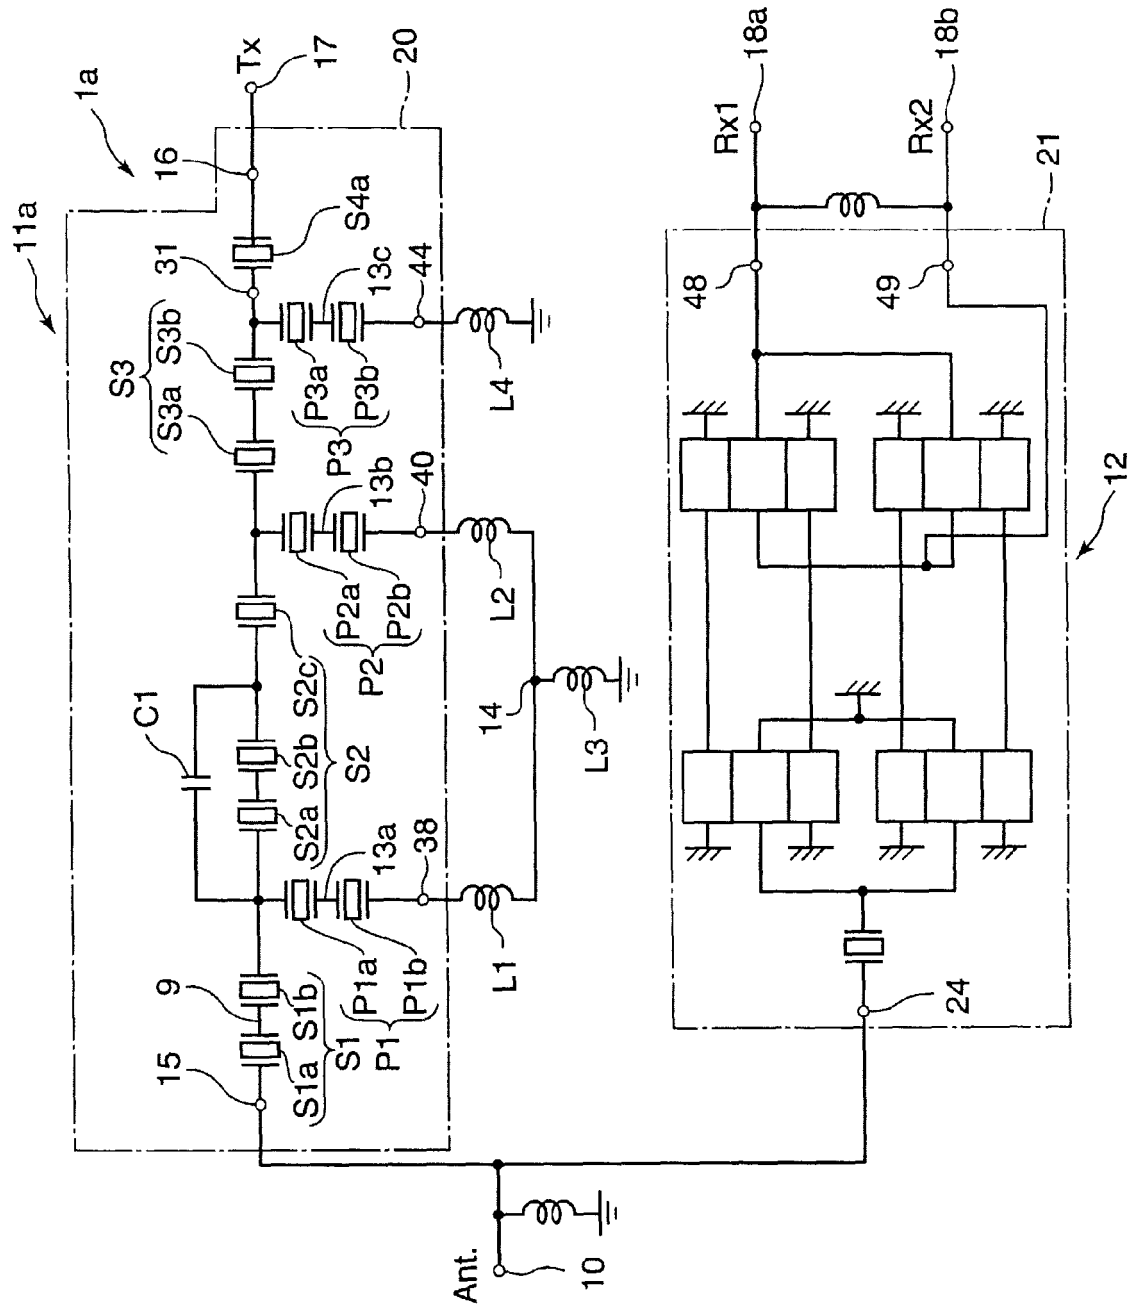 1a
11a
Tx
17
20
16
31
S4a
S3
S3a
S3b
13c
44
P3a
P3b
P3
L4
C1
S2c
S2b
S2a
S2
13b
40
P2a
P2b
P2
L2
14
L3
13a
38
P1a
P1b
P1
L1
9
15
S1a
S1b
S1
Ant.
10
Rx1
18a
Rx2
18b
21
48
49
12
24